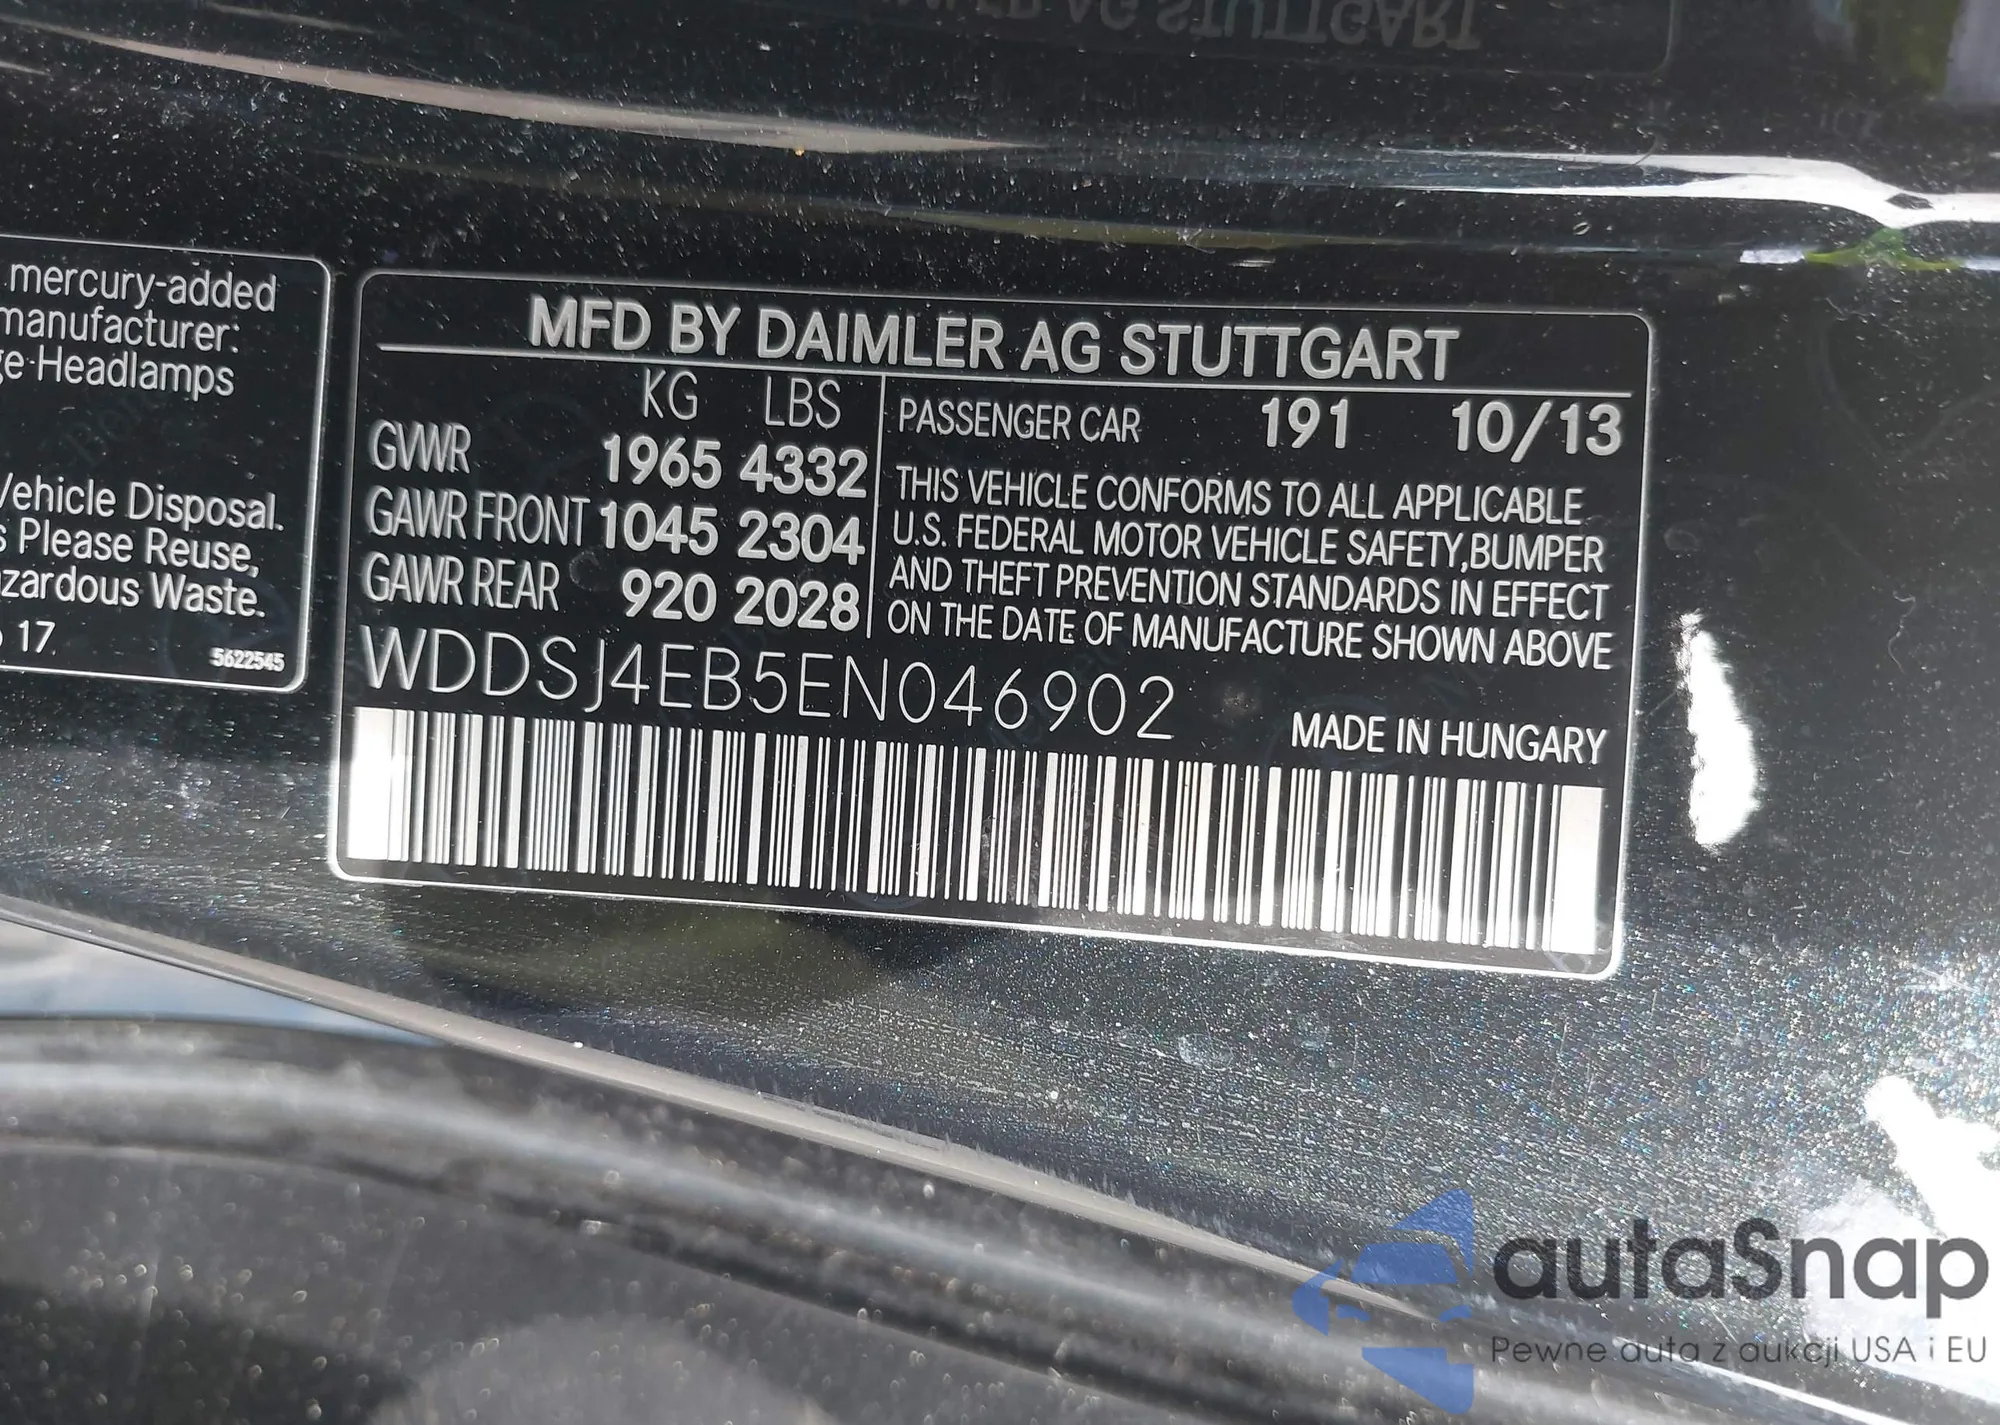 mercury-added
manufacturer:
Headlamps
Vehicle Disposal.
s Please Reuse,
zardous Waste.
17.
5622545
MFD BY DAIMLER AG STUTTGART
KG LBS
GVWR 1965 4332
GAWR FRONT 1045 2304
GAWR REAR 920 2028
PASSENGER CAR 191 10/13
THIS VEHICLE CONFORMS TO ALL APPLICABLE
U.S. FEDERAL MOTOR VEHICLE SAFETY,BUMPER
AND THEFT PREVENTION STANDARDS IN EFFECT
ON THE DATE OF MANUFACTURE SHOWN ABOVE
WDDSJ4EB5EN046902
MADE IN HUNGARY
autaSnap
Pewne auta z aukcji USA i EU